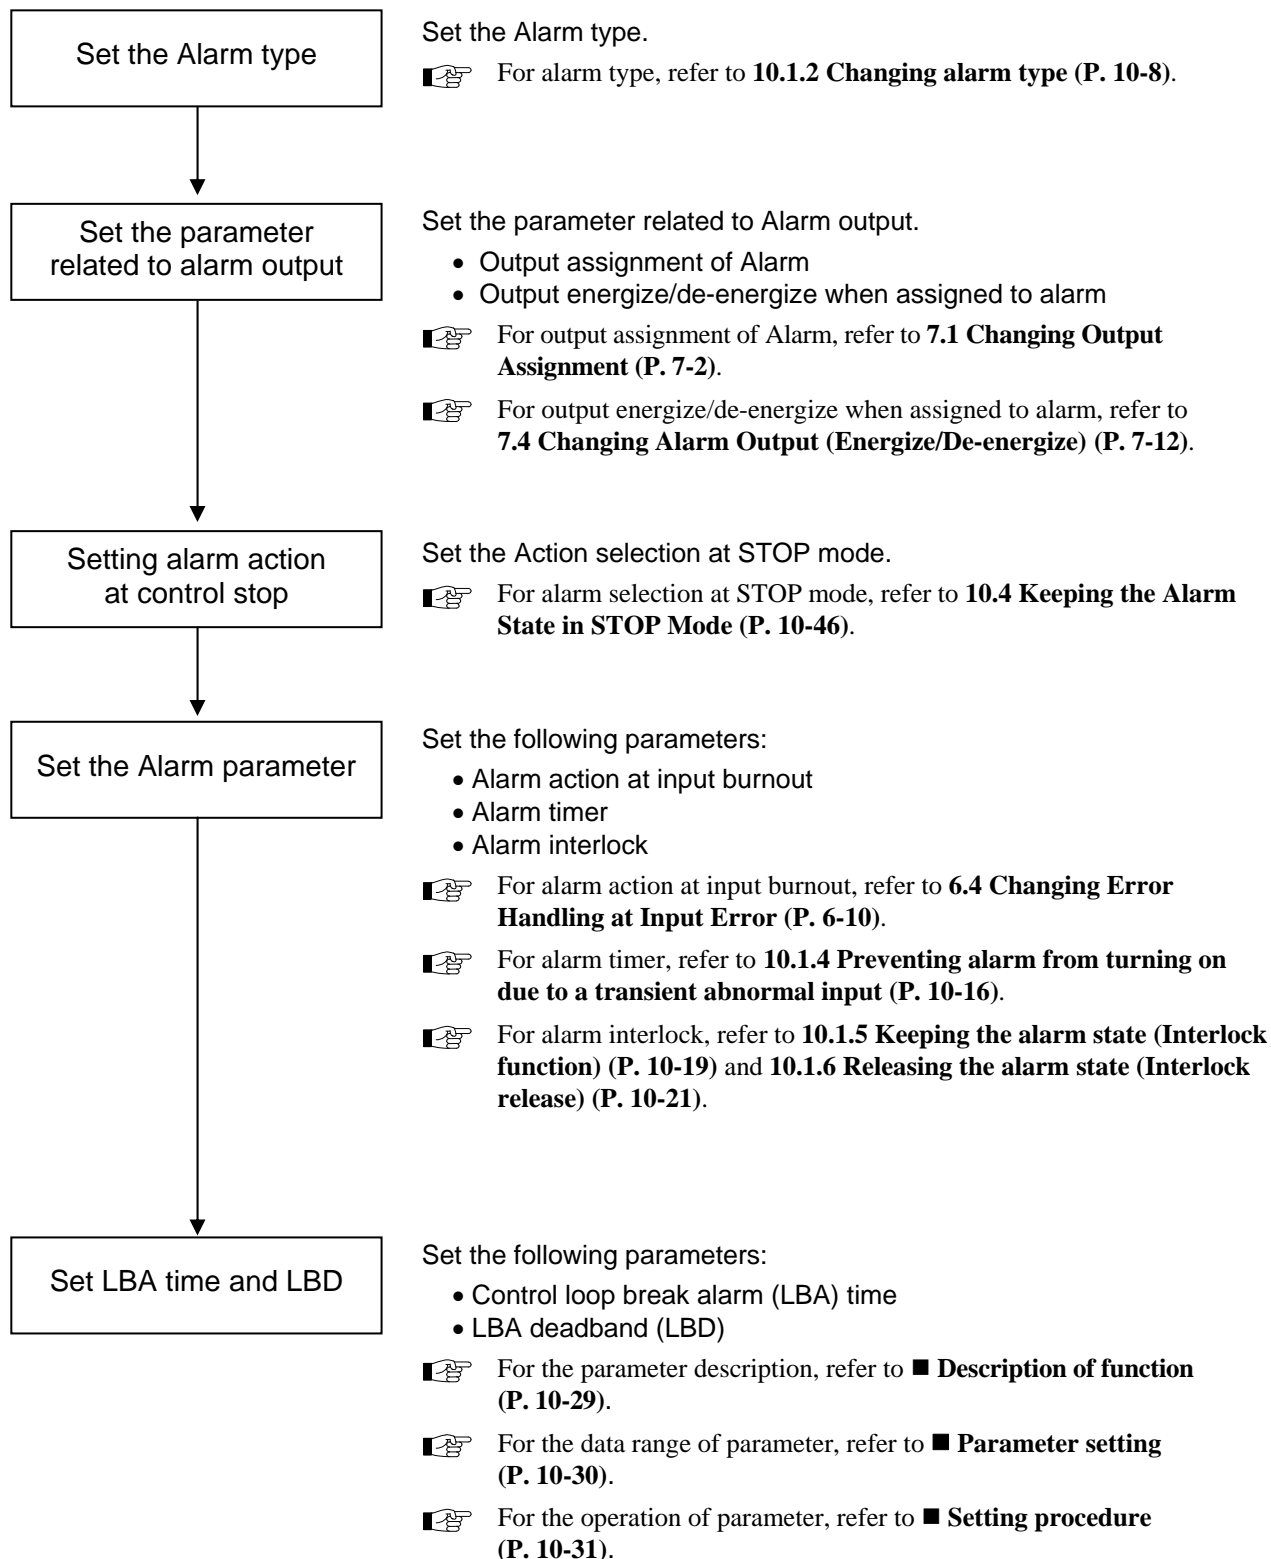 Set the Alarm type
Set the Alarm type.
For alarm type, refer to 10.1.2 Changing alarm type (P. 10-8).
Set the parameter
related to alarm output
Set the parameter related to Alarm output.
• Output assignment of Alarm
• Output energize/de-energize when assigned to alarm
For output assignment of Alarm, refer to 7.1 Changing Output
Assignment (P. 7-2).
For output energize/de-energize when assigned to alarm, refer to
7.4 Changing Alarm Output (Energize/De-energize) (P. 7-12).
Setting alarm action
at control stop
Set the Action selection at STOP mode.
For alarm selection at STOP mode, refer to 10.4 Keeping the Alarm
State in STOP Mode (P. 10-46).
Set the Alarm parameter
Set the following parameters:
• Alarm action at input burnout
• Alarm timer
• Alarm interlock
For alarm action at input burnout, refer to 6.4 Changing Error
Handling at Input Error (P. 6-10).
For alarm timer, refer to 10.1.4 Preventing alarm from turning on
due to a transient abnormal input (P. 10-16).
For alarm interlock, refer to 10.1.5 Keeping the alarm state (Interlock
function) (P. 10-19) and 10.1.6 Releasing the alarm state (Interlock
release) (P. 10-21).
Set LBA time and LBD
Set the following parameters:
• Control loop break alarm (LBA) time
• LBA deadband (LBD)
For the parameter description, refer to ■ Description of function
(P. 10-29).
For the data range of parameter, refer to ■ Parameter setting
(P. 10-30).
For the operation of parameter, refer to ■ Setting procedure
(P. 10-31).